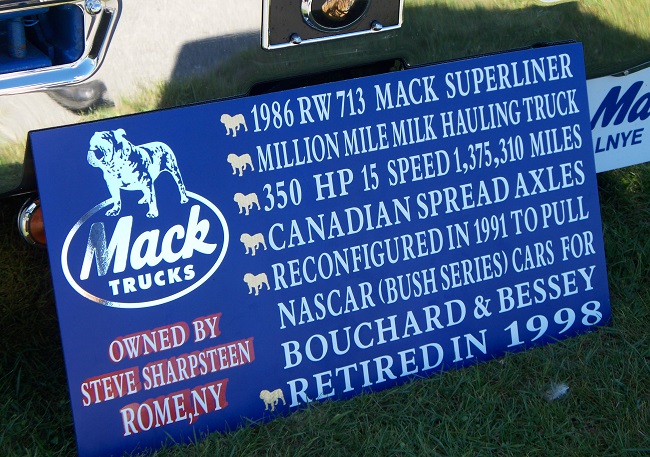 Mack
TRUCKS
OWNED BY
STEVE SHARPSTEEN
ROME,NY
1986 RW 713 MACK SUPERLINER
MILLION MILE MILK HAULING TRUCK
350 HP 15 SPEED 1,375,310 MILES
CANADIAN SPREAD AXLES
RECONFIGURED IN 1991 TO PULL
NASCAR (BUSH SERIES) CARS FOR
BOUCHARD & BESSEY
RETIRED IN 1998
LNYE